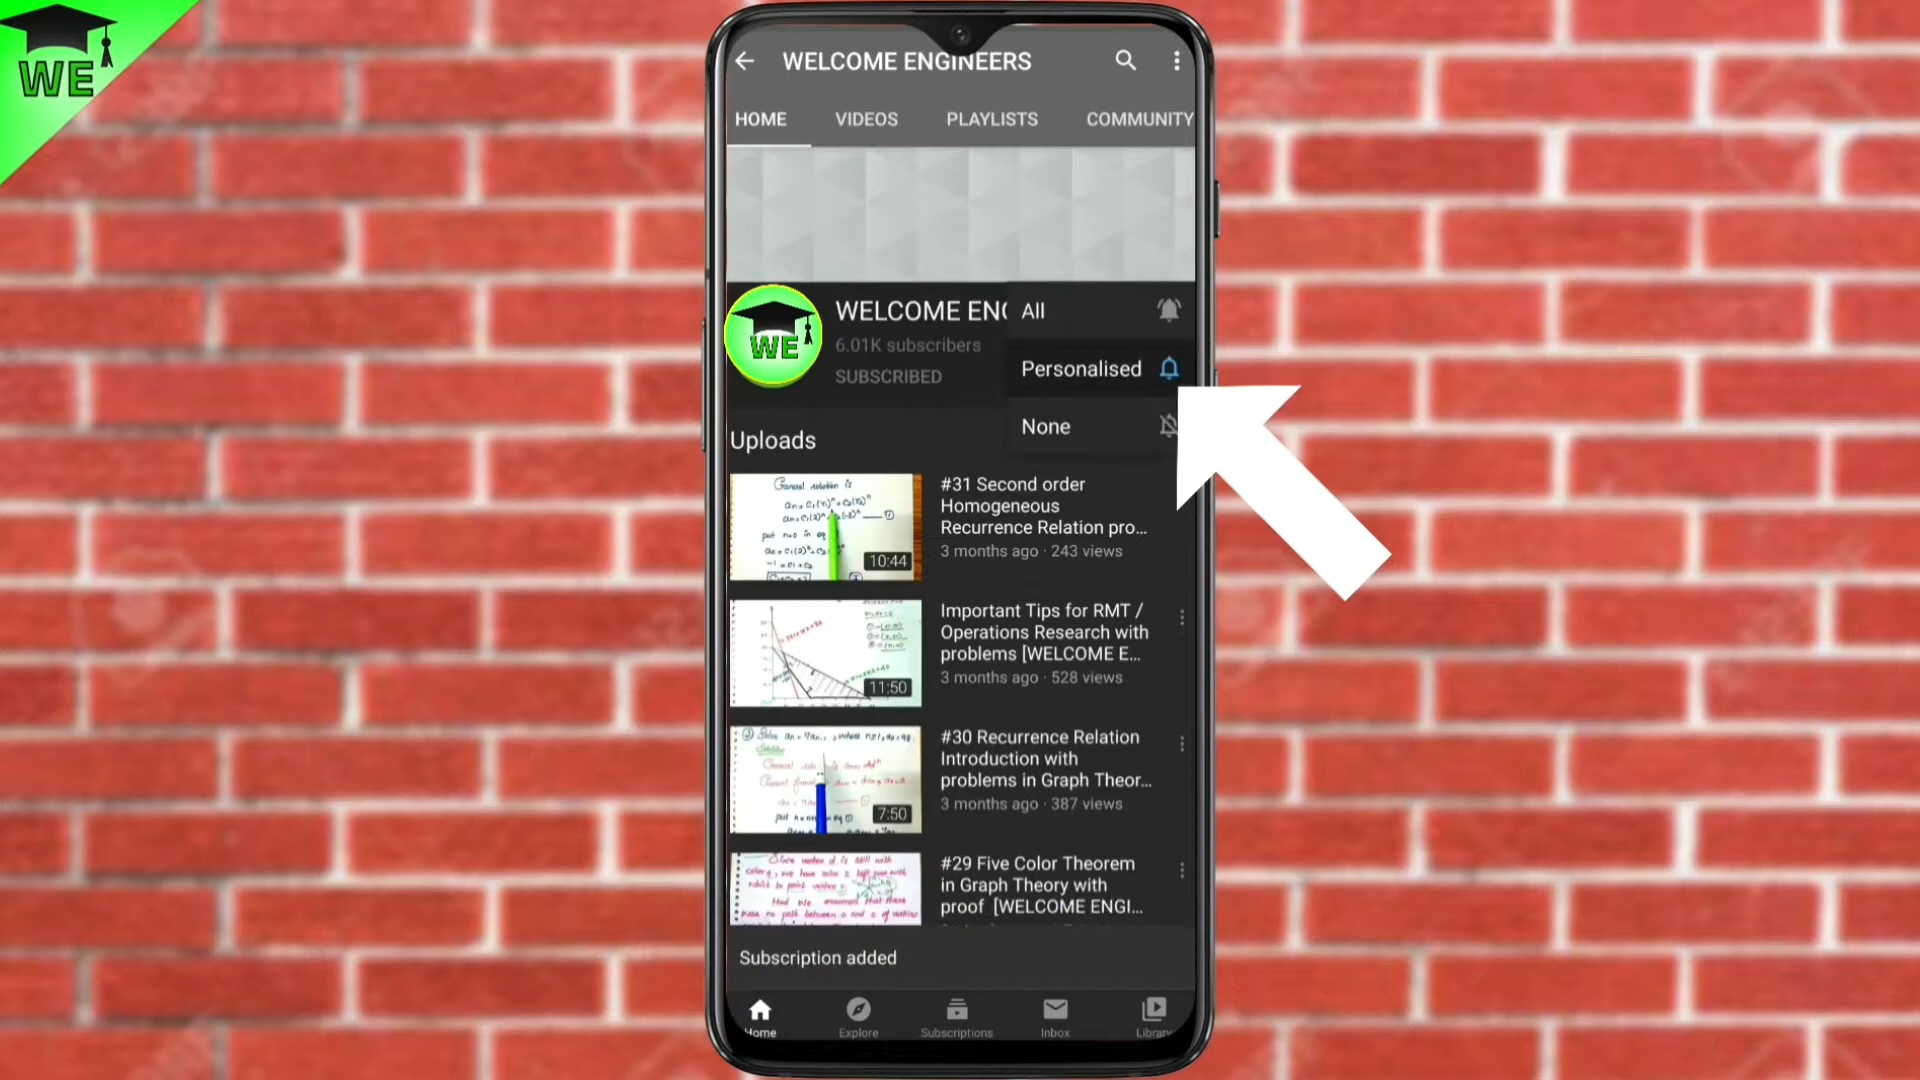 WE
WELCOME ENGINEERS
HOME VIDEOS PLAYLISTS COMMUNITY
WELCOME ENG
6.01K subscribers
SUBSCRIBED
All
Personalised
None
WE
Uploads
General solution is
10:44
#31 Second order
Homogeneous
Recurrence Relation pro...
3 months ago · 243 views
11:50
Important Tips for RMT /
Operations Research with
problems [WELCOME E...
3 months ago · 528 views
7:50
#30 Recurrence Relation
Introduction with
problems in Graph Theor...
3 months ago · 387 views
#29 Five Color Theorem
in Graph Theory with
proof [WELCOME ENGI...
Subscription added
Home Explore Subscriptions Inbox Library